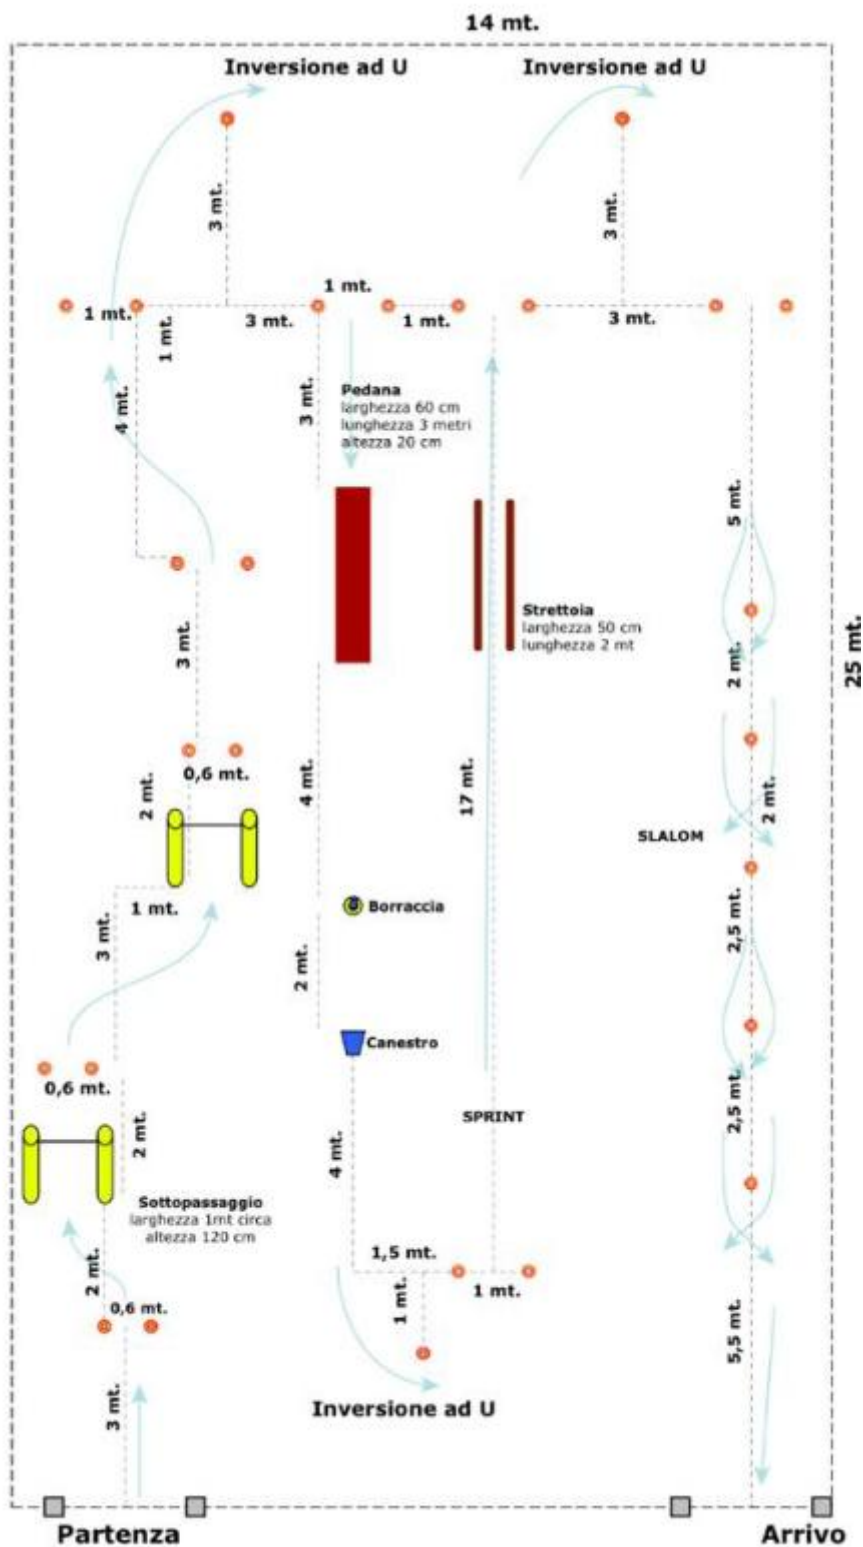 14 mt.
Inversione ad U
Inversione ad U
3 mt.
3 mt.
1 mt.
1 mt.
3 mt.
1 mt.
3 mt.
1 mt.
4 mt.
3 mt.
Pedana
larghezza 60 cm
lunghezza 3 metri
altezza 20 cm
5 mt.
Strettoia
larghezza 50 cm
lunghezza 2 mt
3 mt.
2 mt.
25 mt.
0,6 mt.
2 mt.
4 mt.
17 mt.
2 mt.
SLALOM
1 mt.
Borraccia
3 mt.
2 mt.
2,5 mt.
Canestro
0,6 mt.
2 mt.
SPRINT
2,5 mt.
4 mt.
Sottopassaggio
larghezza 1mt circa
altezza 120 cm
2 mt.
1,5 mt.
1 mt.
1 mt.
0,6 mt.
5,5 mt.
3 mt.
Inversione ad U
Partenza
Arrivo